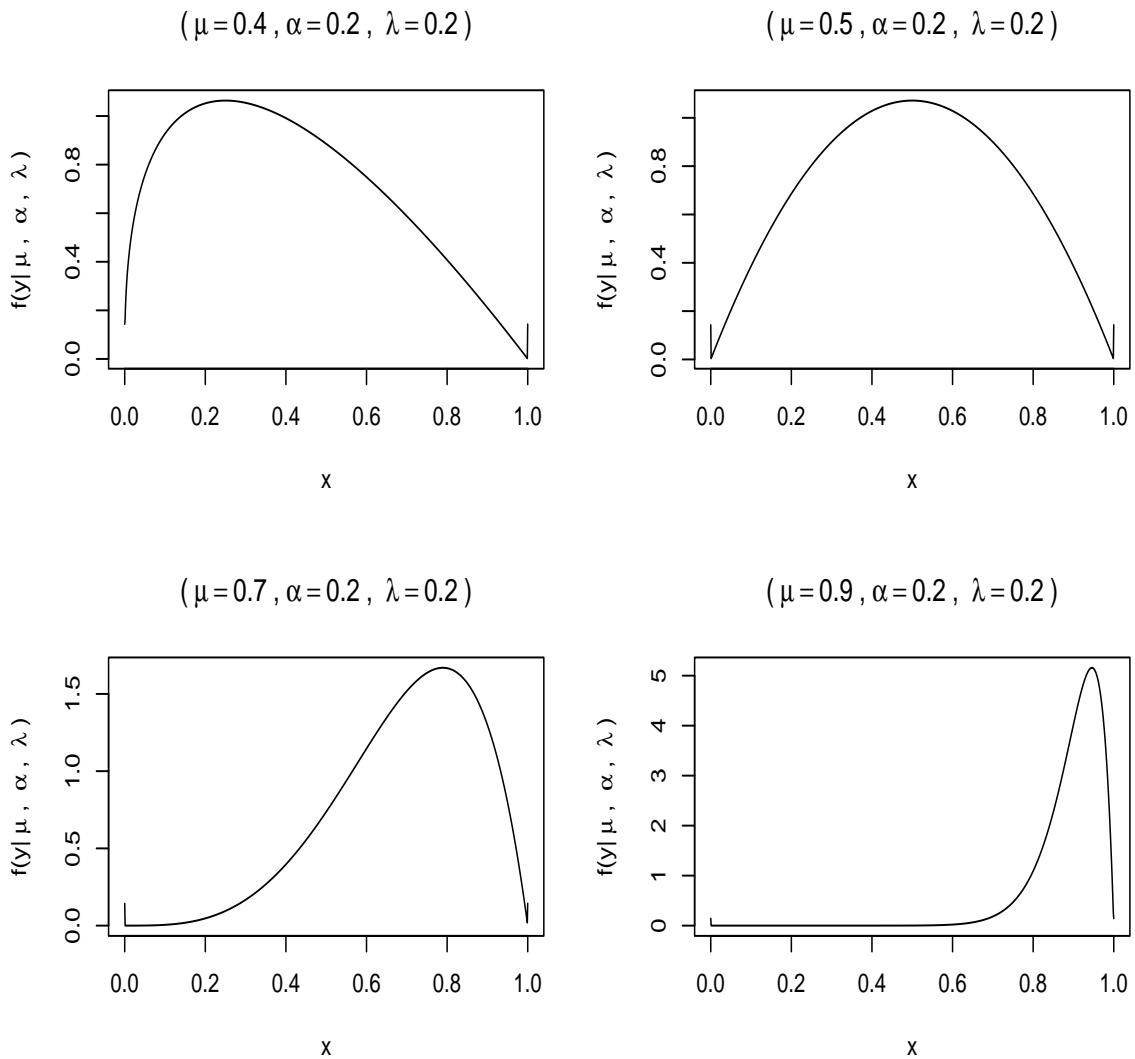 ( μ = 0.4 , α = 0.2 , λ = 0.2 )
f(y| μ , α , λ)
0.0 0.4 0.8
0.0 0.2 0.4 0.6 0.8 1.0
x
( μ = 0.5 , α = 0.2 , λ = 0.2 )
f(y| μ , α , λ)
0.0 0.4 0.8
0.0 0.2 0.4 0.6 0.8 1.0
x
( μ = 0.7 , α = 0.2 , λ = 0.2 )
f(y| μ , α , λ)
0.0 0.5 1.0 1.5
0.0 0.2 0.4 0.6 0.8 1.0
x
( μ = 0.9 , α = 0.2 , λ = 0.2 )
f(y| μ , α , λ)
0 1 2 3 4 5
0.0 0.2 0.4 0.6 0.8 1.0
x